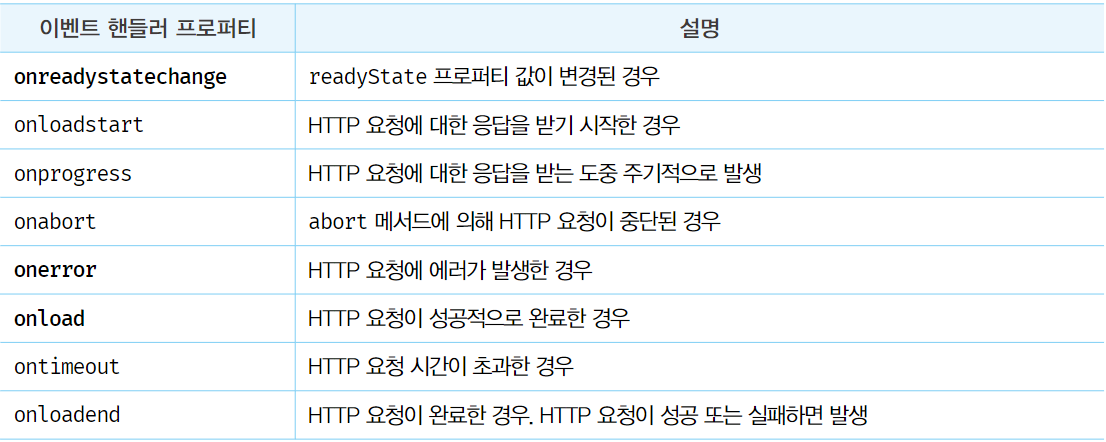 이벤트 핸들러 프로퍼티 설명
onreadystatechange readyState 프로퍼티 값이 변경된 경우
onloadstart HTTP 요청에 대한 응답을 받기 시작한 경우
onprogress HTTP 요청에 대한 응답을 받는 도중 주기적으로 발생
onabort abort 메서드에 의해 HTTP 요청이 중단된 경우
onerror HTTP 요청에 에러가 발생한 경우
onload HTTP 요청이 성공적으로 완료한 경우
ontimeout HTTP 요청 시간이 초과한 경우
onloadend HTTP 요청이 완료한 경우. HTTP 요청이 성공 또는 실패하면 발생